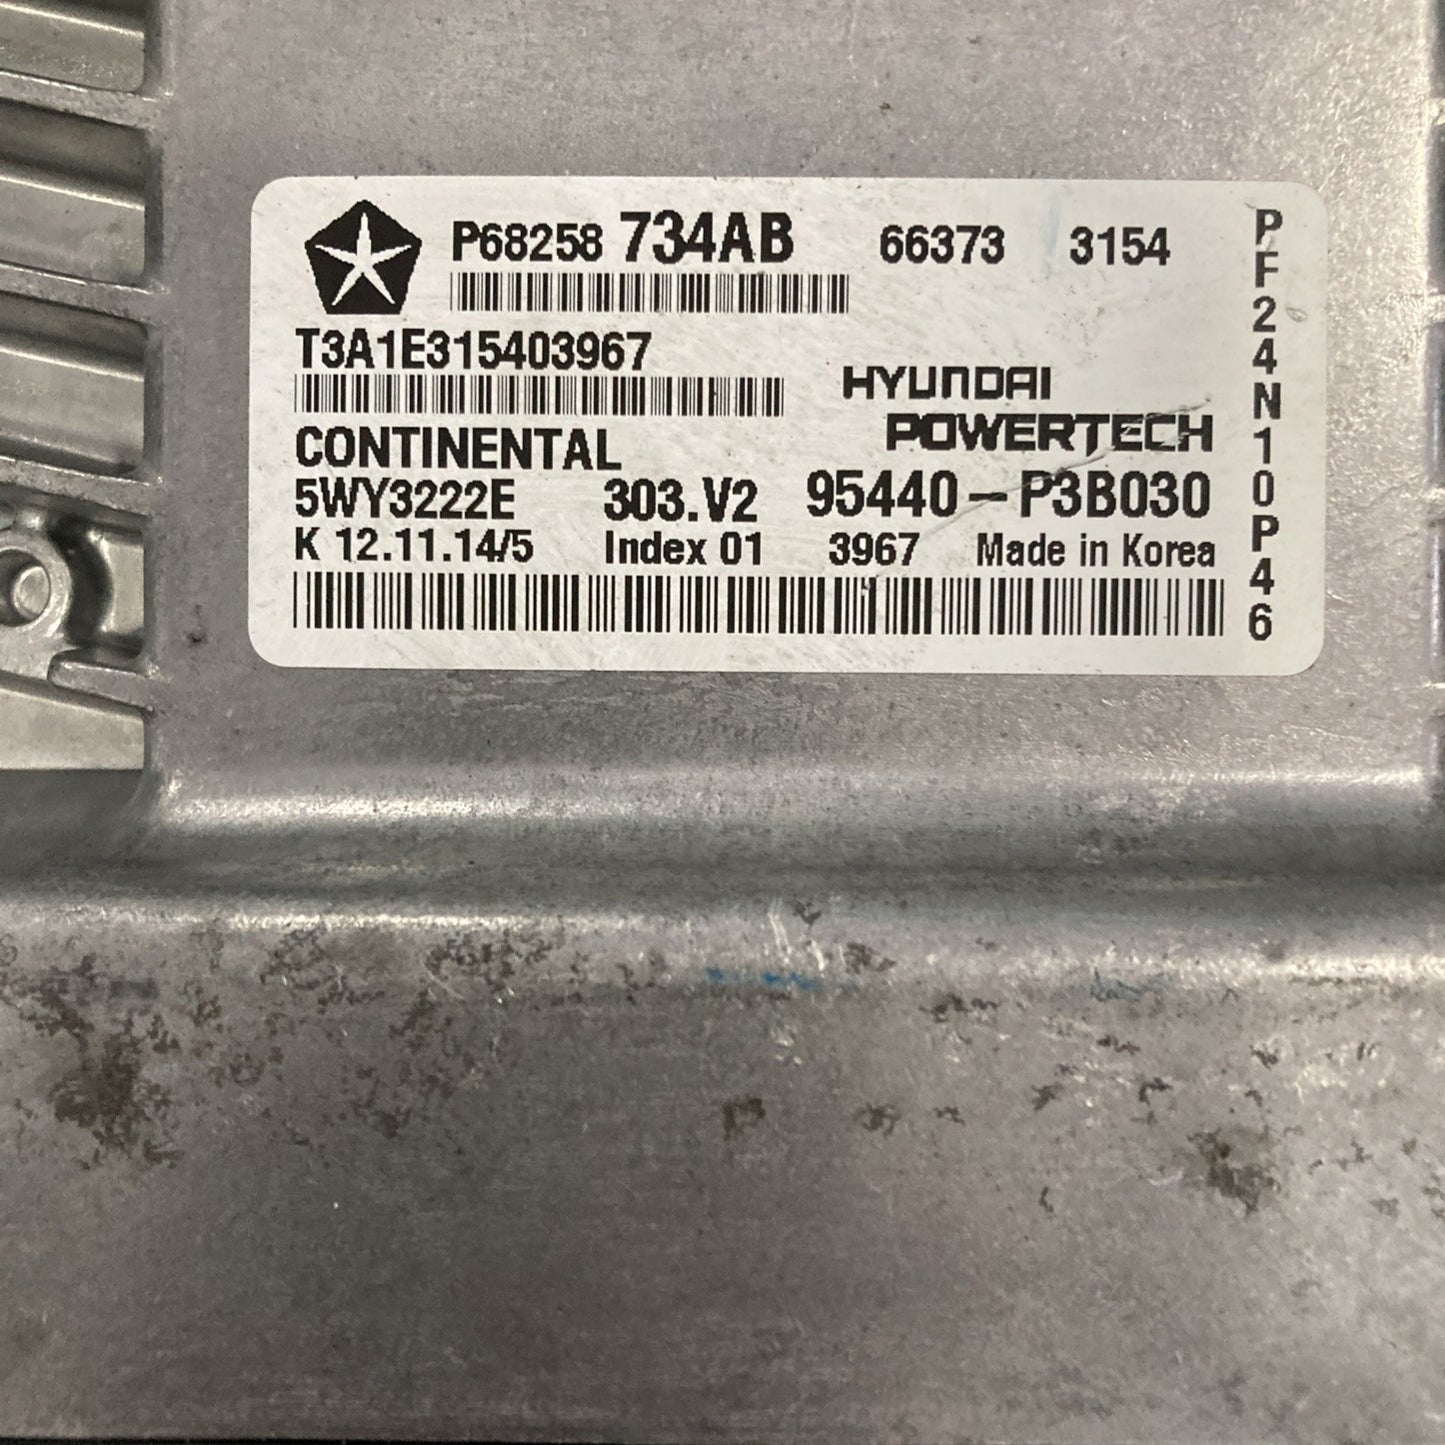 P68258 734AB 66373 3154
T3A1E315403967
HYUNDAI
POWERTECH
CONTINENTAL
5WY3222E 303.V2 95440-P3B030
K 12.11.14/5 Index 01 3967 Made in Korea
PF24N10P46